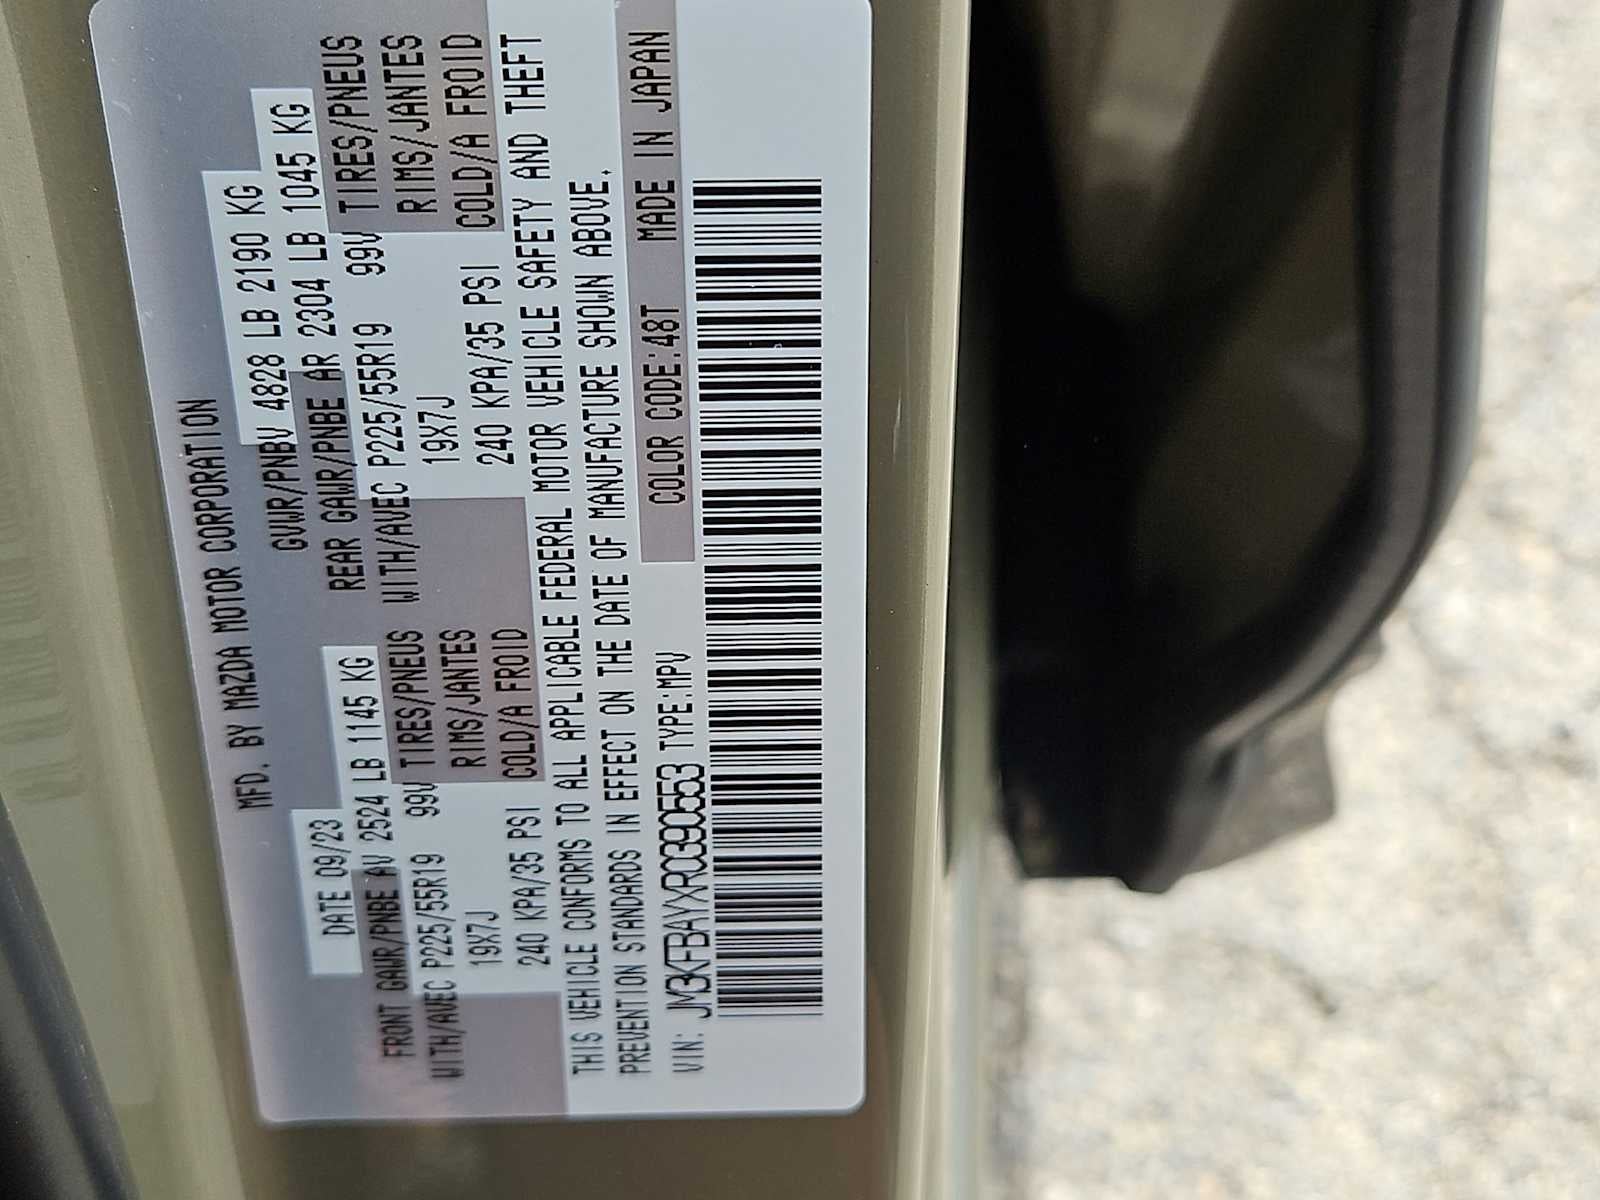 MFD. BY MAZDA MOTOR CORPORATION
DATE 09/23 GVWR/PNBV 4828 LB 2190 KG
FRONT GAWR/PNBE AV 2524 LB 1145 KG REAR GAWR/PNBE AR 2304 LB 1045 KG
WITH/AVEC P225/55R19 99V TIRES/PNEUS WITH/AVEC P225/55R19 99V TIRES/PNEUS
19X7J RIMS/JANTES 19X7J RIMS/JANTES
240 KPA/35 PSI COLD/A FROID 240 KPA/35 PSI COLD/A FROID
THIS VEHICLE CONFORMS TO ALL APPLICABLE FEDERAL MOTOR VEHICLE SAFETY AND THEFT
PREVENTION STANDARDS IN EFFECT ON THE DATE OF MANUFACTURE SHOWN ABOVE.
VIN: JM3KFBAYXR0390553 TYPE:MPV COLOR CODE:48T MADE IN JAPAN